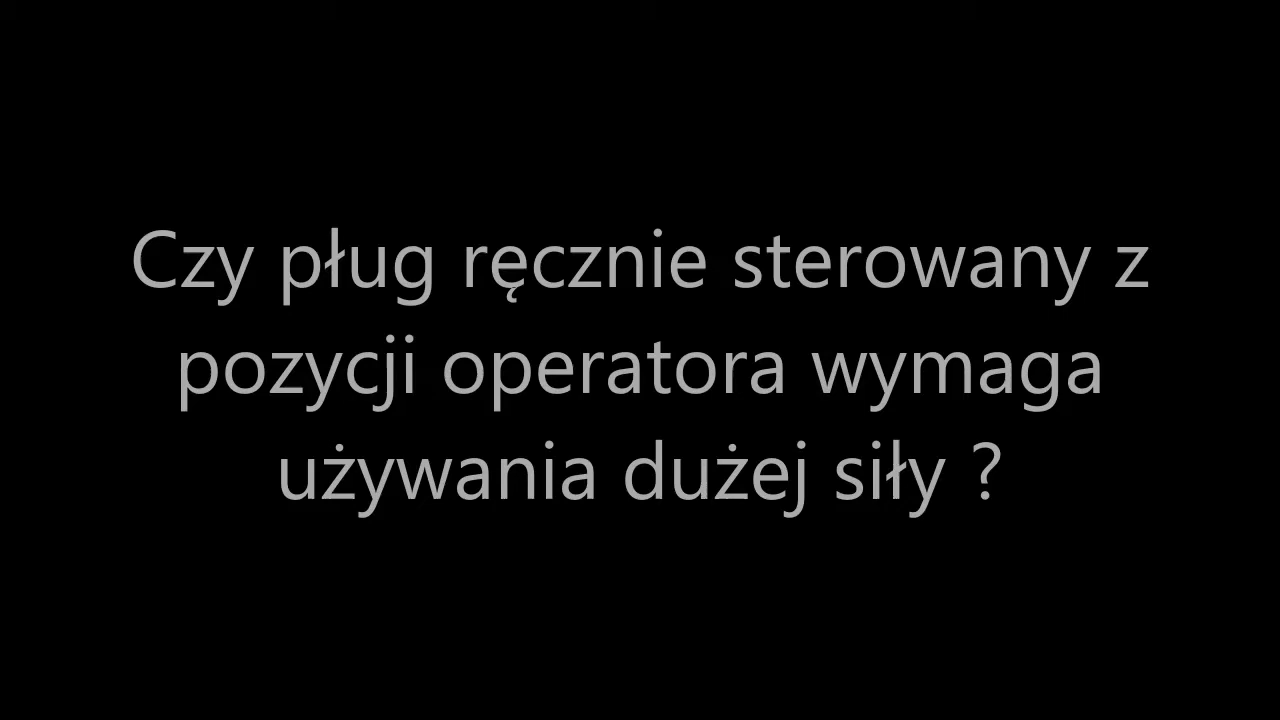 Czy pług ręcznie sterowany z
pozycji operatora wymaga
używania dużej siły ?